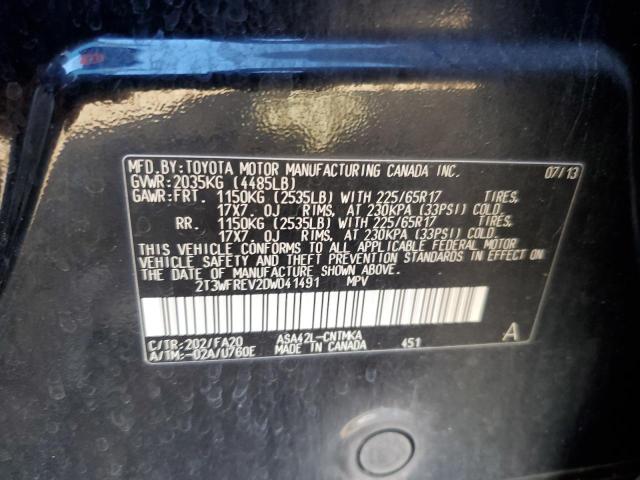 MFD.BY:TOYOTA MOTOR MANUFACTURING CANADA INC. 07/13
GVWR:2035KG (4485LB)
GAWR:FRT. 1150KG (2535LB) WITH 225/65R17 TIRES,
17X7.0J RIMS, AT 230KPA (33PSI) COLD.
RR. 1150KG (2535LB) WITH 225/65R17 TIRES,
17X7.0J RIMS, AT 230KPA (33PSI) COLD.
THIS VEHICLE CONFORMS TO ALL APPLICABLE FEDERAL MOTOR
VEHICLE SAFETY AND THEFT PREVENTION STANDARDS IN EFFECT ON
THE DATE OF MANUFACTURE SHOWN ABOVE.
2T3WFREV2DW041491 MPV
C/TR:202/FA20 ASA42L-CNTMKA
A/TM:-02A/U760E MADE IN CANADA 451 A